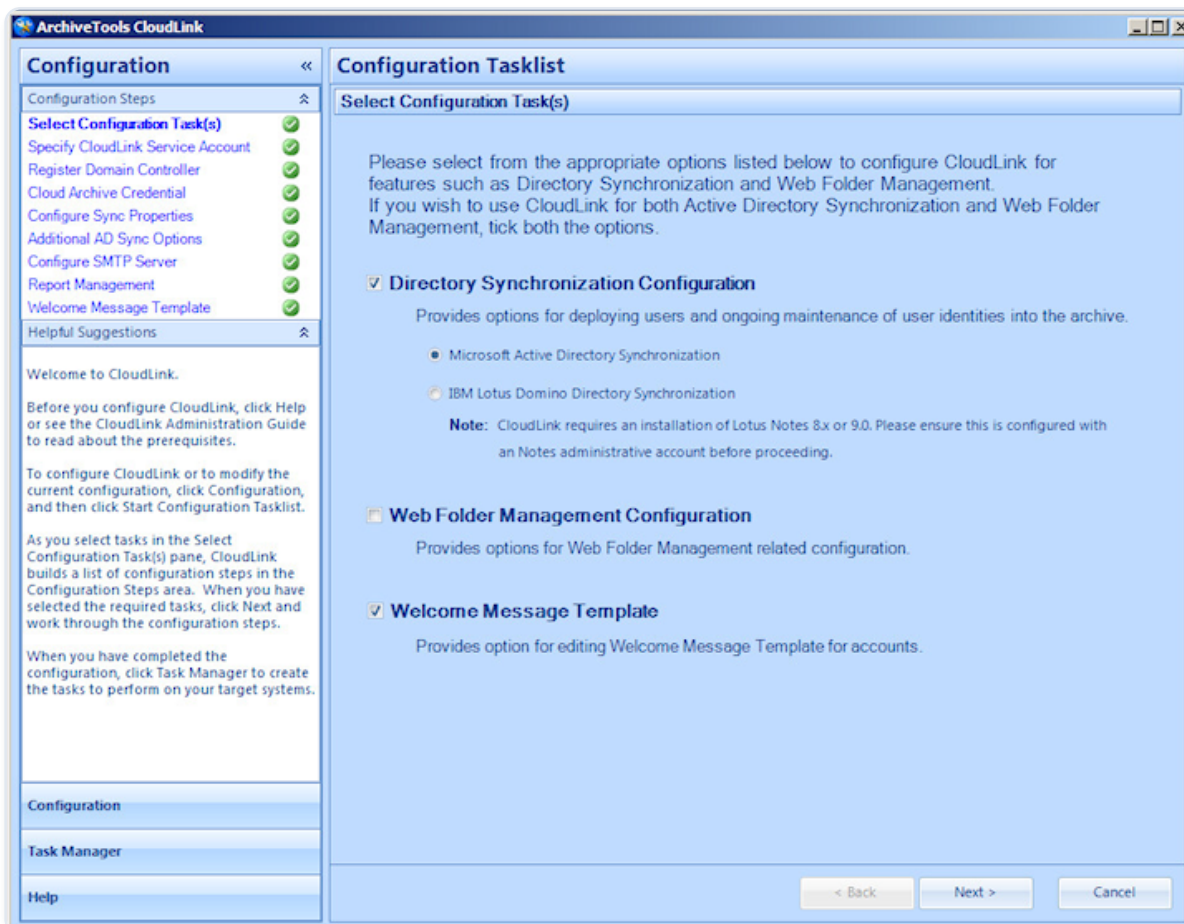 ArchiveTools CloudLink
Configuration «
Configuration Steps
Select Configuration Task(s)
Specify CloudLink Service Account
Register Domain Controller
Cloud Archive Credential
Configure Sync Properties
Additional AD Sync Options
Configure SMTP Server
Report Management
Welcome Message Template
Helpful Suggestions
Welcome to CloudLink.
Before you configure CloudLink, click Help
or see the CloudLink Administration Guide
to read about the prerequisites.
To configure CloudLink or to modify the
current configuration, click Configuration,
and then click Start Configuration Tasklist.
As you select tasks in the Select
Configuration Task(s) pane, CloudLink
builds a list of configuration steps in the
Configuration Steps area. When you have
selected the required tasks, click Next and
work through the configuration steps.
When you have completed the
configuration, click Task Manager to create
the tasks to perform on your target systems.
Configuration
Task Manager
Help
Configuration Tasklist
Select Configuration Task(s)
Please select from the appropriate options listed below to configure CloudLink for
features such as Directory Synchronization and Web Folder Management.
If you wish to use CloudLink for both Active Directory Synchronization and Web Folder
Management, tick both the options.
Directory Synchronization Configuration
Provides options for deploying users and ongoing maintenance of user identities into the archive.
Microsoft Active Directory Synchronization
IBM Lotus Domino Directory Synchronization
Note: CloudLink requires an installation of Lotus Notes 8.x or 9.0. Please ensure this is configured with
an Notes administrative account before proceeding.
Web Folder Management Configuration
Provides options for Web Folder Management related configuration.
Welcome Message Template
Provides option for editing Welcome Message Template for accounts.
< Back Next > Cancel